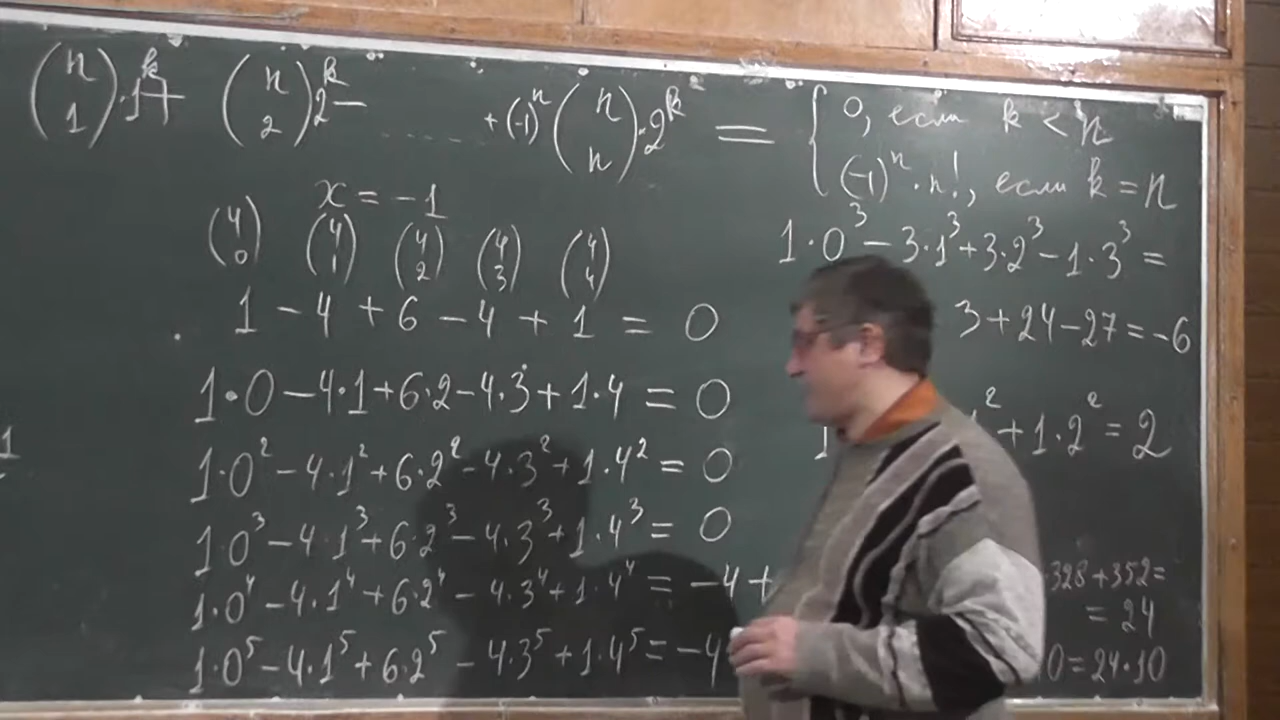 (n 1)·1^k + (n 2)2^k − ..... + (-1)^n (n n)·2^k = { 0, если k < n
(-1)^n · n!, если k = n
x = −1
(4 0) (4 1) (4 2) (4 3) (4 4)
1·0^3 − 3·1^3 + 3·2^3 − 1·3^3 =
1 − 4 + 6 − 4 + 1 = 0
3 + 24 − 27 = −6
1·0 − 4·1 + 6·2 − 4·3 + 1·4 = 0
1 ^2 + 1·2^2 = 2
1·0^2 − 4·1^2 + 6·2^2 − 4·3^2 + 1·4^2 = 0
1·0^3 − 4·1^3 + 6·2^3 − 4·3^3 + 1·4^3 = 0
1·0^4 − 4·1^4 + 6·2^4 − 4·3^4 + 1·4^4 = −4 + 328 + 352 =
= 24
1·0^5 − 4·1^5 + 6·2^5 − 4·3^5 + 1·4^5 = −4 0 = 24·10